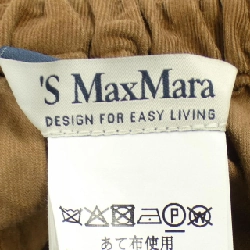 'S MaxMara
DESIGN FOR EASY LIVING
P W
あて布使用